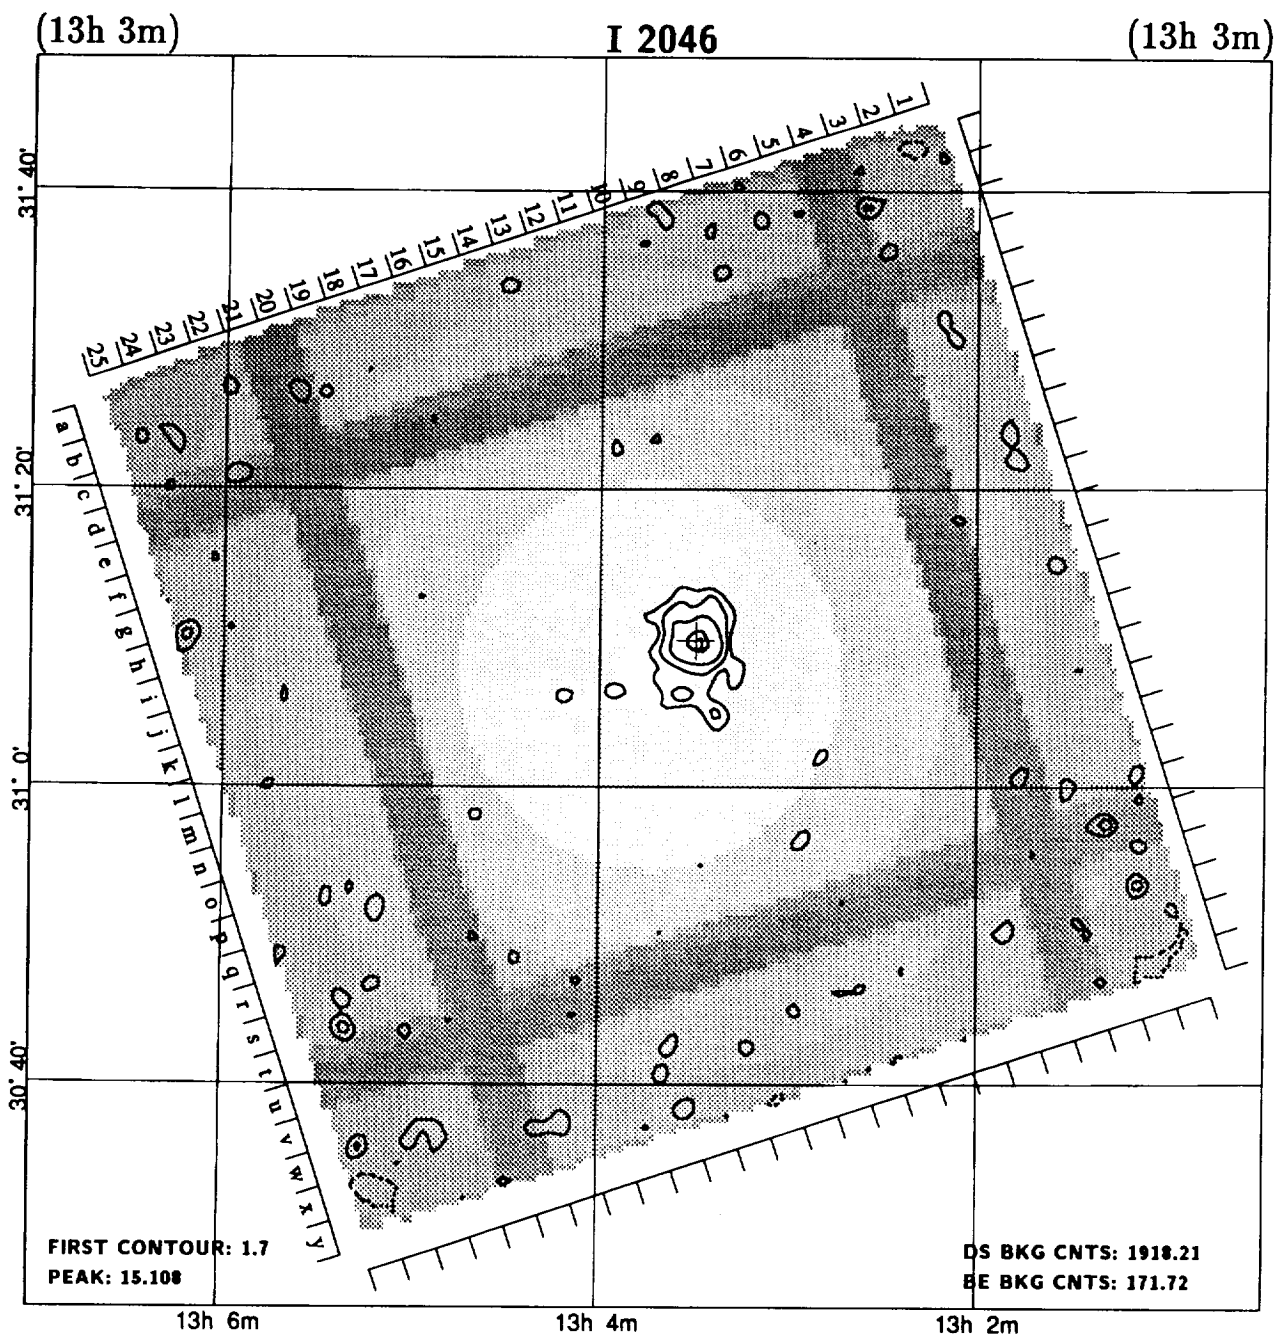 (13h 3m) I 2046 (13h 3m)
1
2
3
4
5
6
7
8
9
10
11
12
13
14
15
16
17
18
19
20
21
22
23
24
25
31° 40'
31° 20'
31° 0'
30° 40'
a
b
c
d
e
f
g
h
i
j
k
l
m
n
o
p
q
r
s
t
u
v
w
x
y
FIRST CONTOUR: 1.7
PEAK: 15.108
DS BKG CNTS: 1918.21
BE BKG CNTS: 171.72
13h 6m 13h 4m 13h 2m